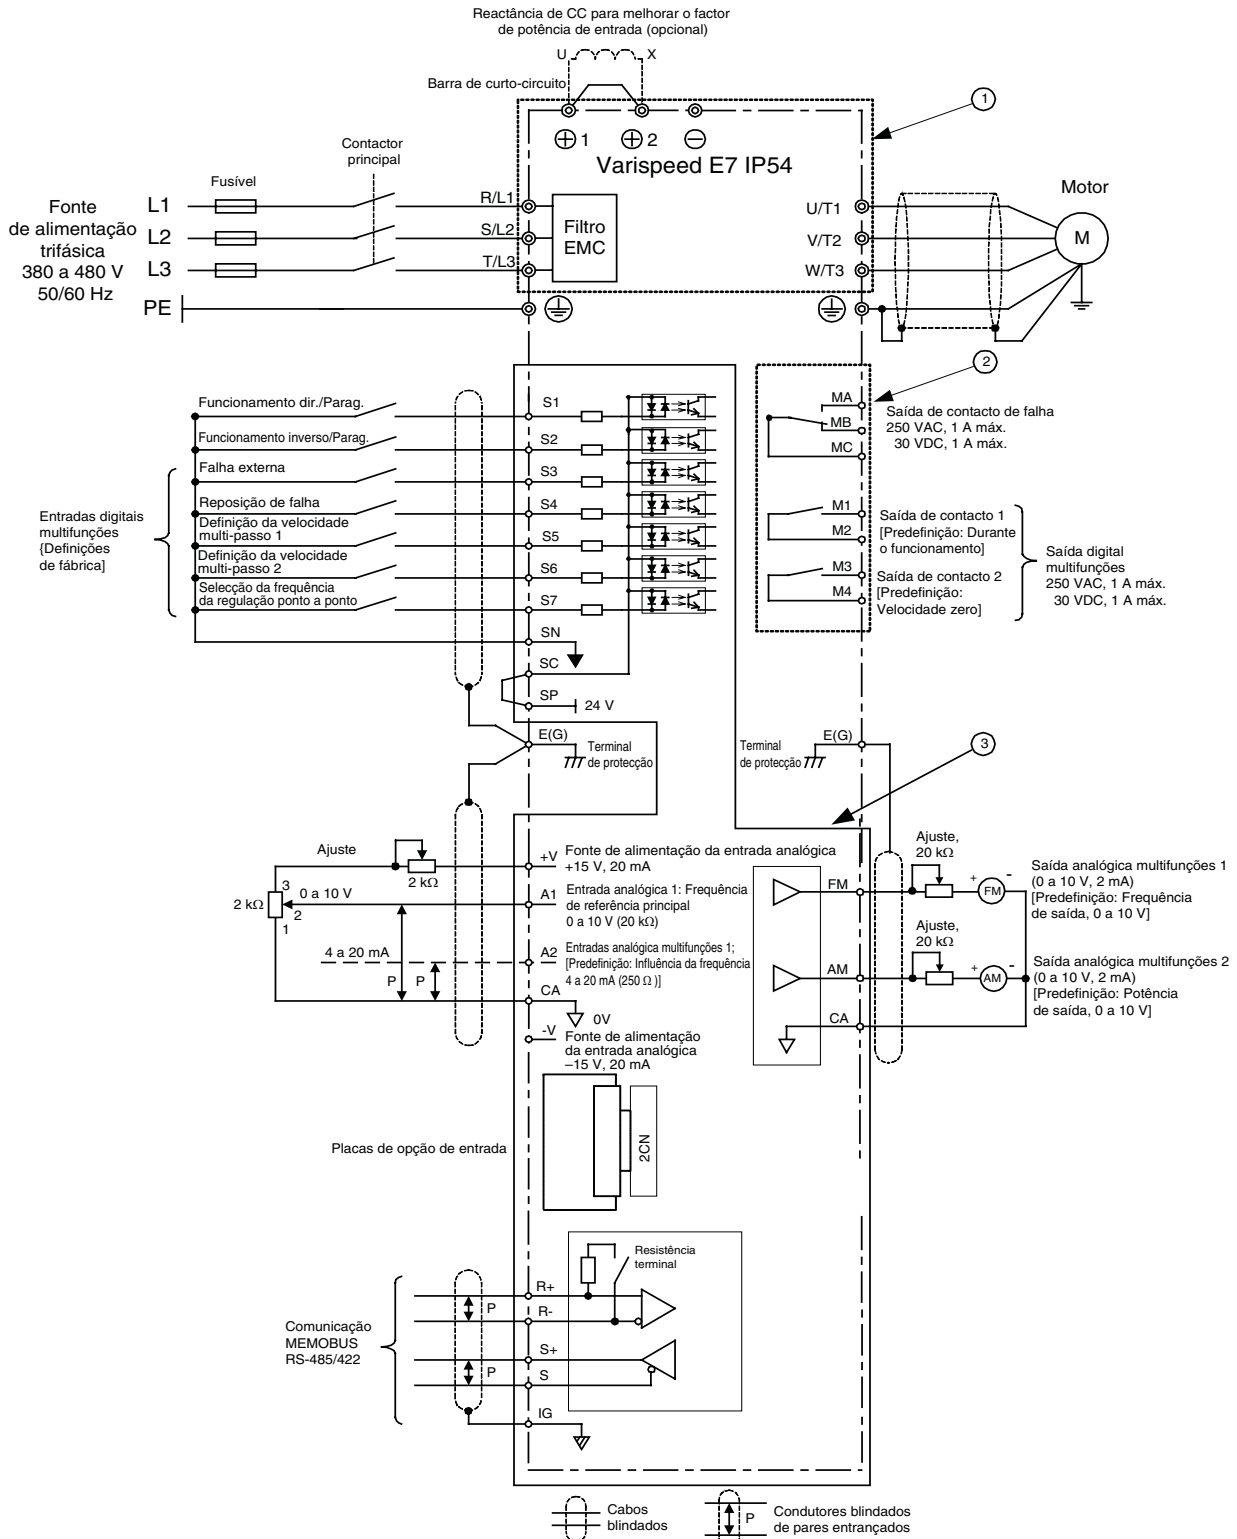 Reactância de CC para melhorar o factor
de potência de entrada (opcional)
U X
Barra de curto-circuito
1
1 2
Varispeed E7 IP54
Contactor
principal
Fusível
Motor
Fonte
de alimentação
trifásica
380 a 480 V
50/60 Hz
L1
L2
L3
PE
R/L1
S/L2
T/L3
Filtro
EMC
U/T1
V/T2
W/T3
M
2
Entradas digitais
multifunções
{Definições
de fábrica]
Funcionamento dir./Parag.
Funcionamento inverso/Parag.
Falha externa
Reposição de falha
Definição da velocidade
multi-passo 1
Definição da velocidade
multi-passo 2
Selecção da frequência
da regulação ponto a ponto
S1
S2
S3
S4
S5
S6
S7
SN
SC
SP
24 V
MA
MB
MC
Saída de contacto de falha
250 VAC, 1 A máx.
30 VDC, 1 A máx.
M1
M2
Saída de contacto 1
[Predefinição: Durante
o funcionamento]
M3
M4
Saída de contacto 2
[Predefinição:
Velocidade zero]
Saída digital
multifunções
250 VAC, 1 A máx.
30 VDC, 1 A máx.
E(G)
Terminal
de protecção
Terminal
de protecção
E(G)
3
Ajuste
2 kΩ
3
2 kΩ
0 a 10 V
2
1
4 a 20 mA
P P
+V
Fonte de alimentação da entrada analógica
+15 V, 20 mA
A1
Entrada analógica 1: Frequência
de referência principal
0 a 10 V (20 kΩ)
A2
Entradas analógica multifunções 1;
[Predefinição: Influência da frequência
4 a 20 mA (250 Ω )]
CA
0V
-V
Fonte de alimentação
da entrada analógica
–15 V, 20 mA
FM
AM
CA
Ajuste,
20 kΩ
+ FM -
Ajuste,
20 kΩ
+ AM -
Saída analógica multifunções 1
(0 a 10 V, 2 mA)
[Predefinição: Frequência
de saída, 0 a 10 V]
Saída analógica multifunções 2
(0 a 10 V, 2 mA)
[Predefinição: Potência
de saída, 0 a 10 V]
Placas de opção de entrada
2CN
Resistência
terminal
Comunicação
MEMOBUS
RS-485/422
P
P
R+
R-
S+
S
IG
Cabos
blindados
P
Condutores blindados
de pares entrançados